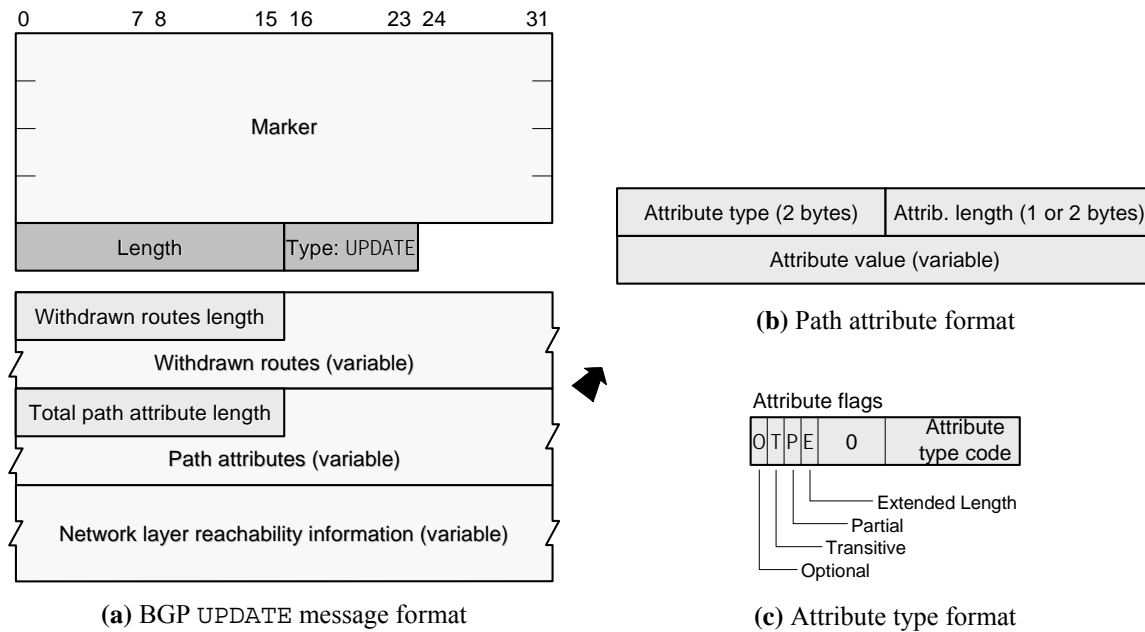 0 7 8 15 16 23 24 31
Marker
Length Type: UPDATE
Withdrawn routes length
Withdrawn routes (variable)
Total path attribute length
Path attributes (variable)
Network layer reachability information (variable)
(a) BGP UPDATE message format
Attribute type (2 bytes) Attrib. length (1 or 2 bytes)
Attribute value (variable)
(b) Path attribute format
Attribute flags
O T P E 0 Attribute
type code
Extended Length
Partial
Transitive
Optional
(c) Attribute type format